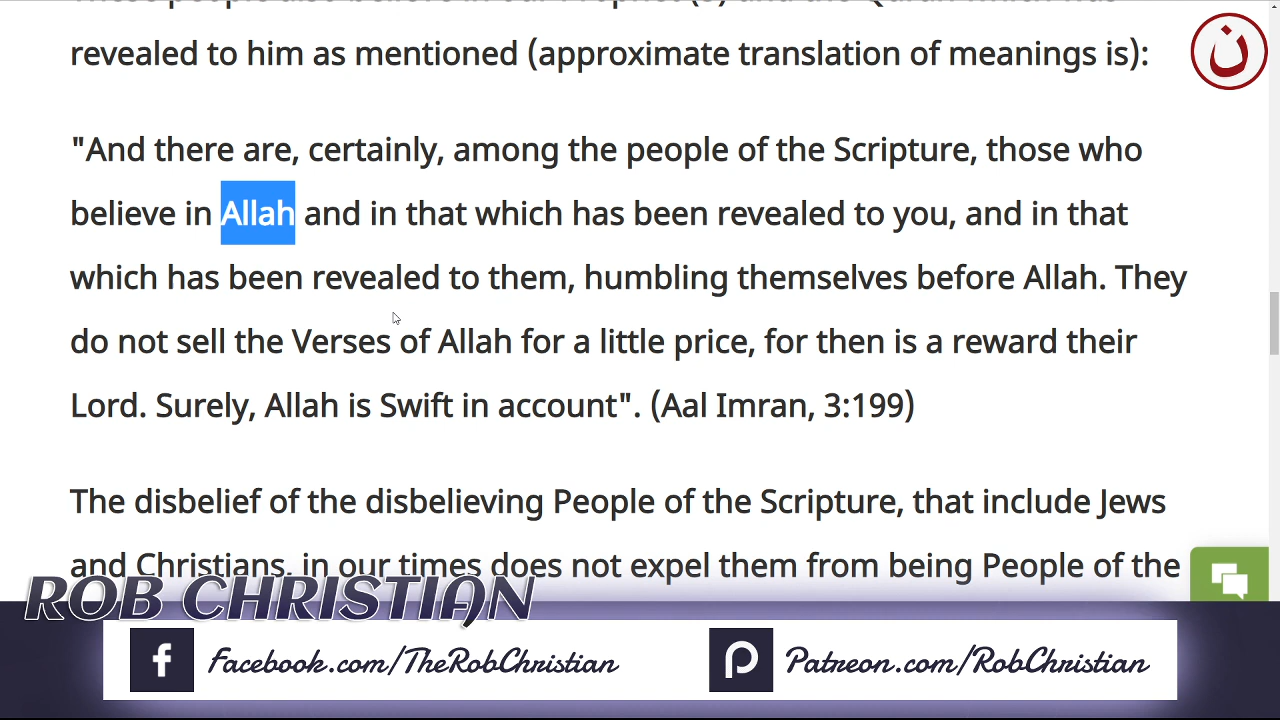 revealed to him as mentioned (approximate translation of meanings is):
"And there are, certainly, among the people of the Scripture, those who
believe in Allah and in that which has been revealed to you, and in that
which has been revealed to them, humbling themselves before Allah. They
do not sell the Verses of Allah for a little price, for then is a reward their
Lord. Surely, Allah is Swift in account". (Aal Imran, 3:199)
The disbelief of the disbelieving People of the Scripture, that include Jews
and Christians, in our times does not expel them from being People of the
ن
ROB CHRISTIAN
f Facebook.com/TheRobChristian
Patreon.com/RobChristian